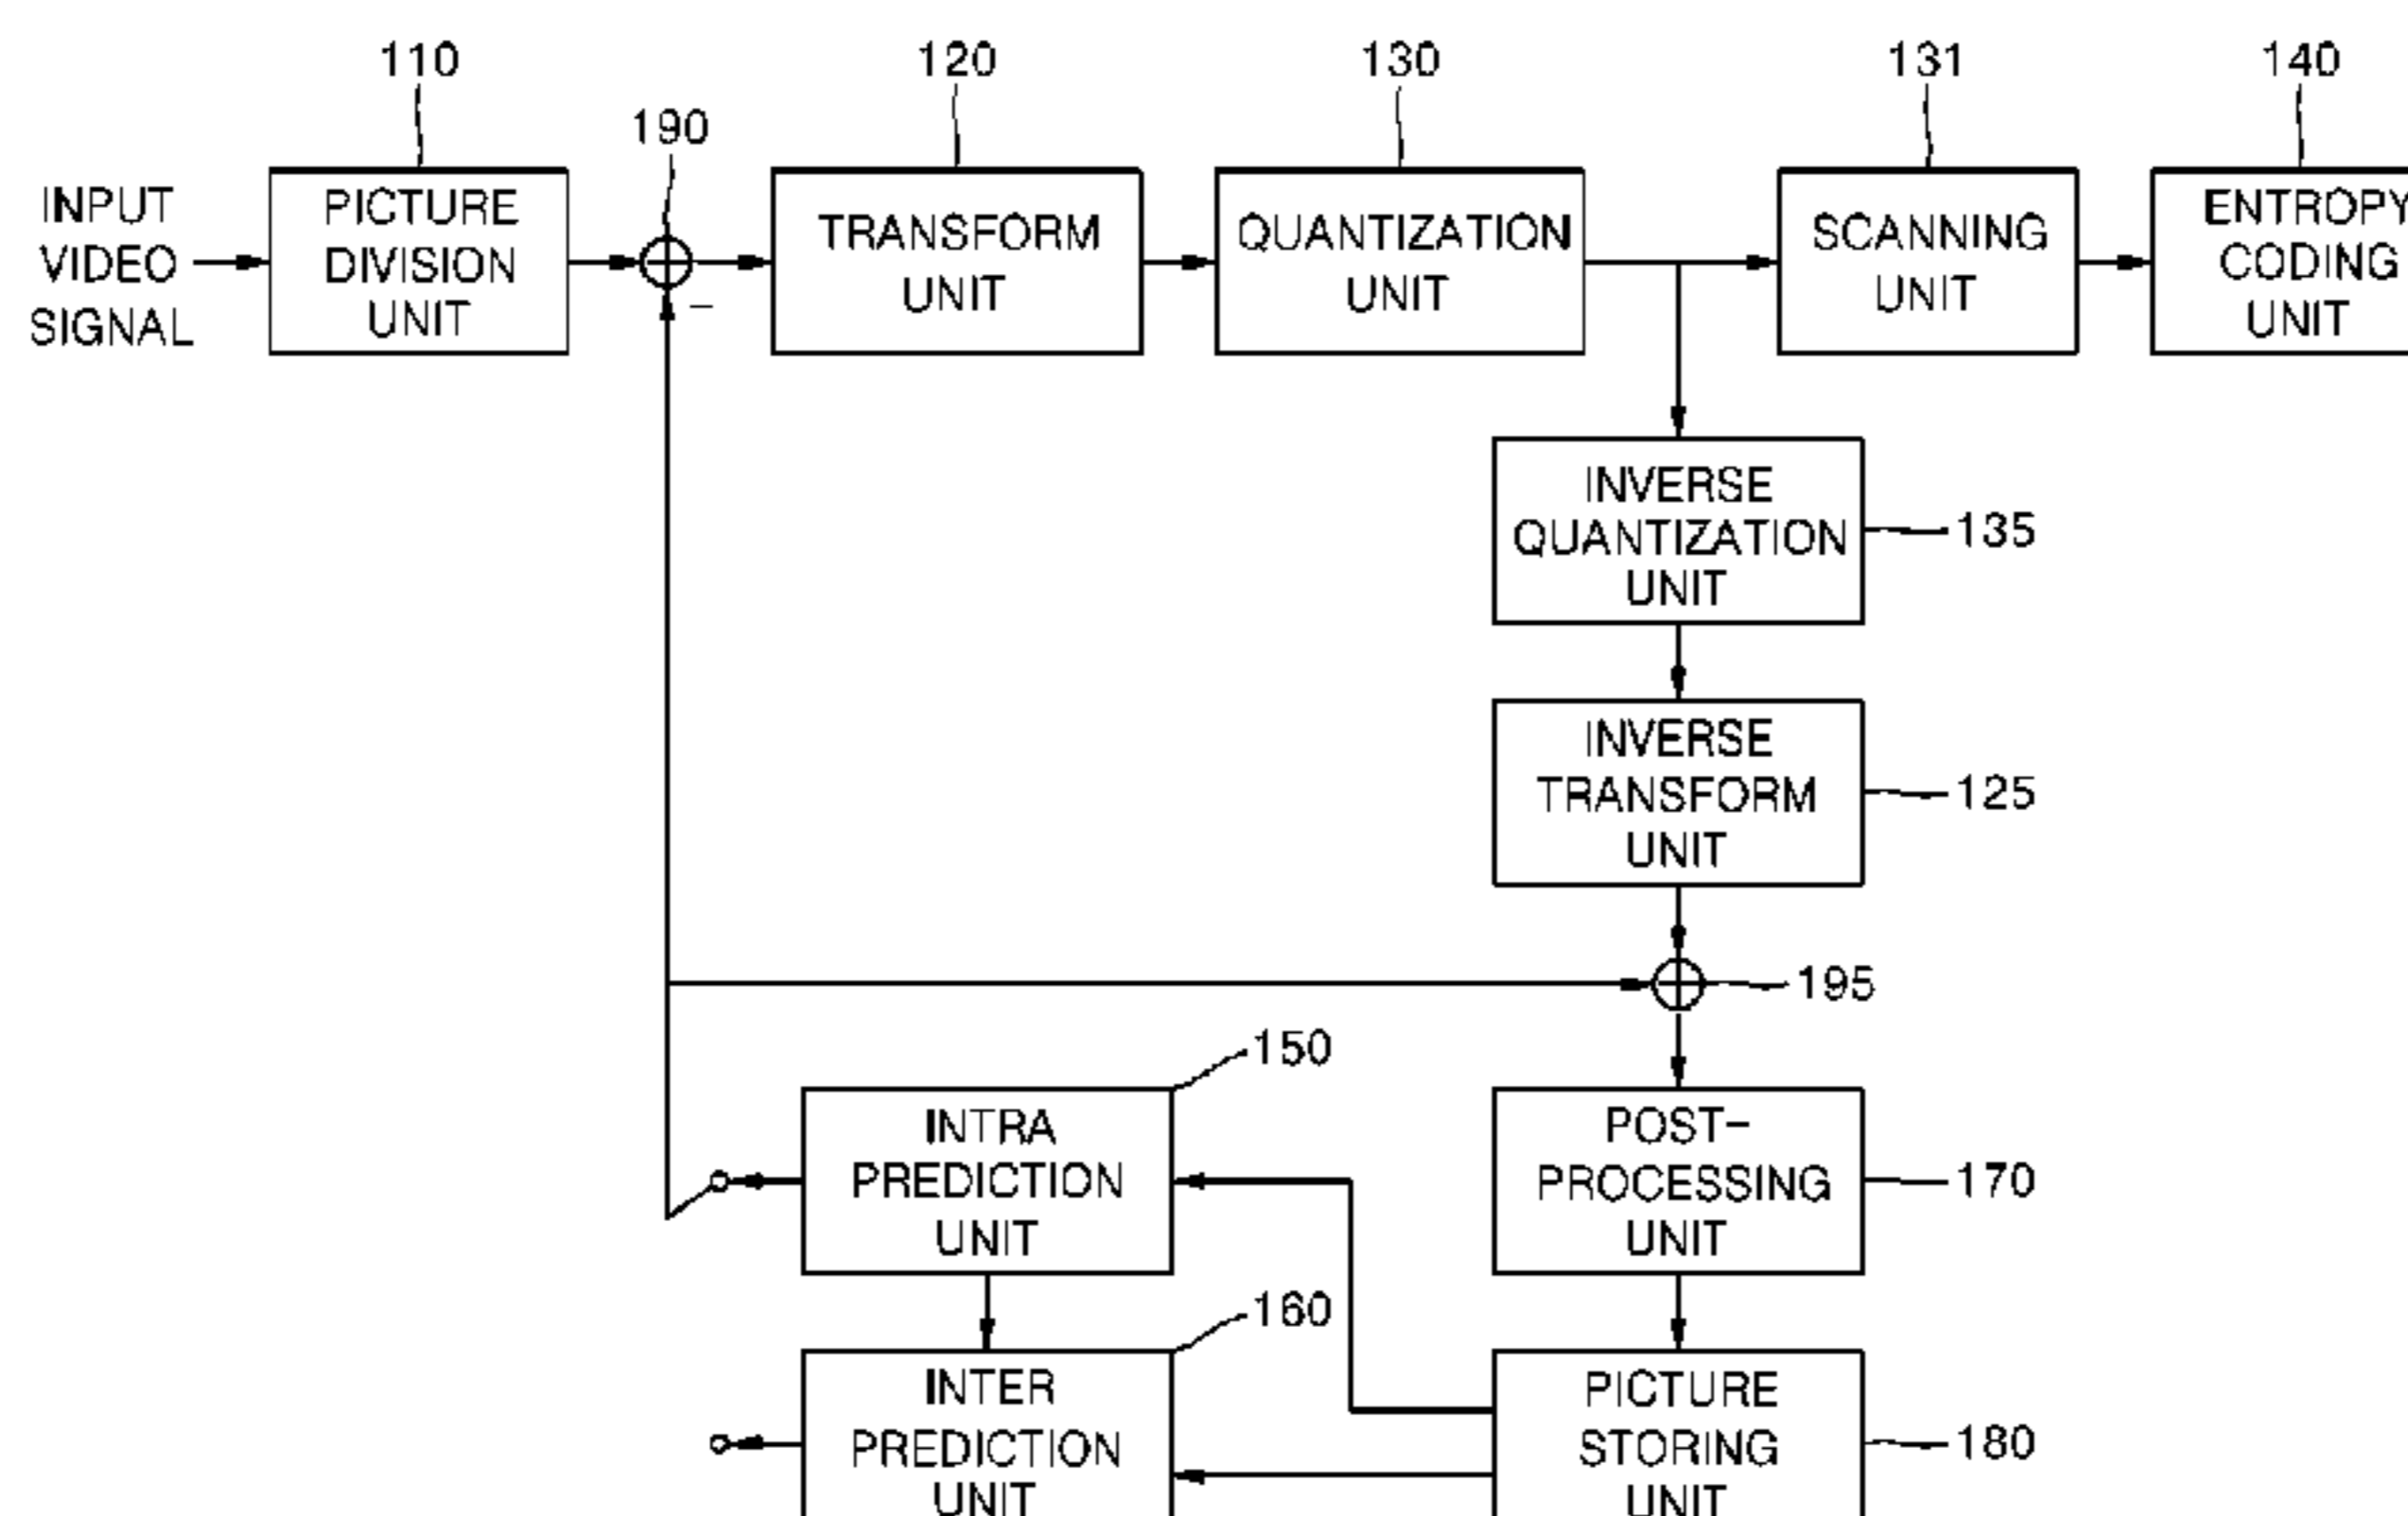 110
120
130
131
140
190
INPUT
VIDEO
SIGNAL
PICTURE
DIVISION
UNIT
TRANSFORM
UNIT
QUANTIZATION
UNIT
SCANNING
UNIT
ENTROPY
CODING
UNIT
−
INVERSE
QUANTIZATION
UNIT
135
INVERSE
TRANSFORM
UNIT
125
195
150
INTRA
PREDICTION
UNIT
POST-
PROCESSING
UNIT
170
160
INTER
PREDICTION
UNIT
PICTURE
STORING
UNIT
180